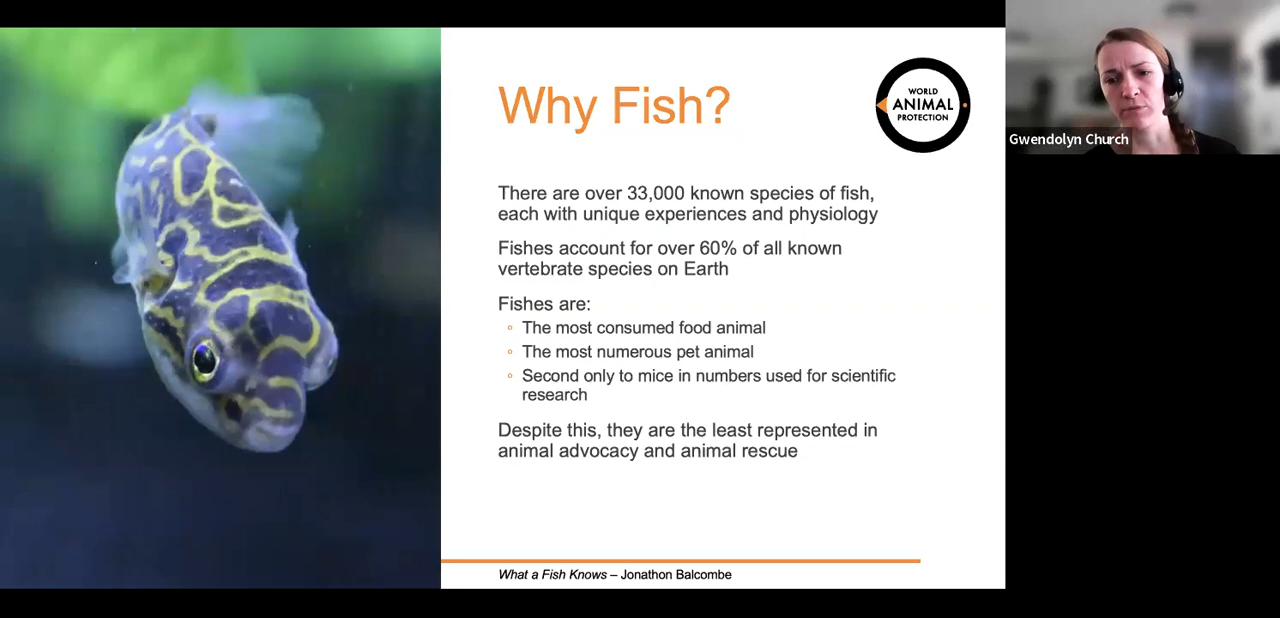 Why Fish?
WORLD
ANIMAL
PROTECTION
Gwendolyn Church
There are over 33,000 known species of fish,
each with unique experiences and physiology
Fishes account for over 60% of all known
vertebrate species on Earth
Fishes are:
The most consumed food animal
The most numerous pet animal
Second only to mice in numbers used for scientific
research
Despite this, they are the least represented in
animal advocacy and animal rescue
What a Fish Knows – Jonathon Balcombe